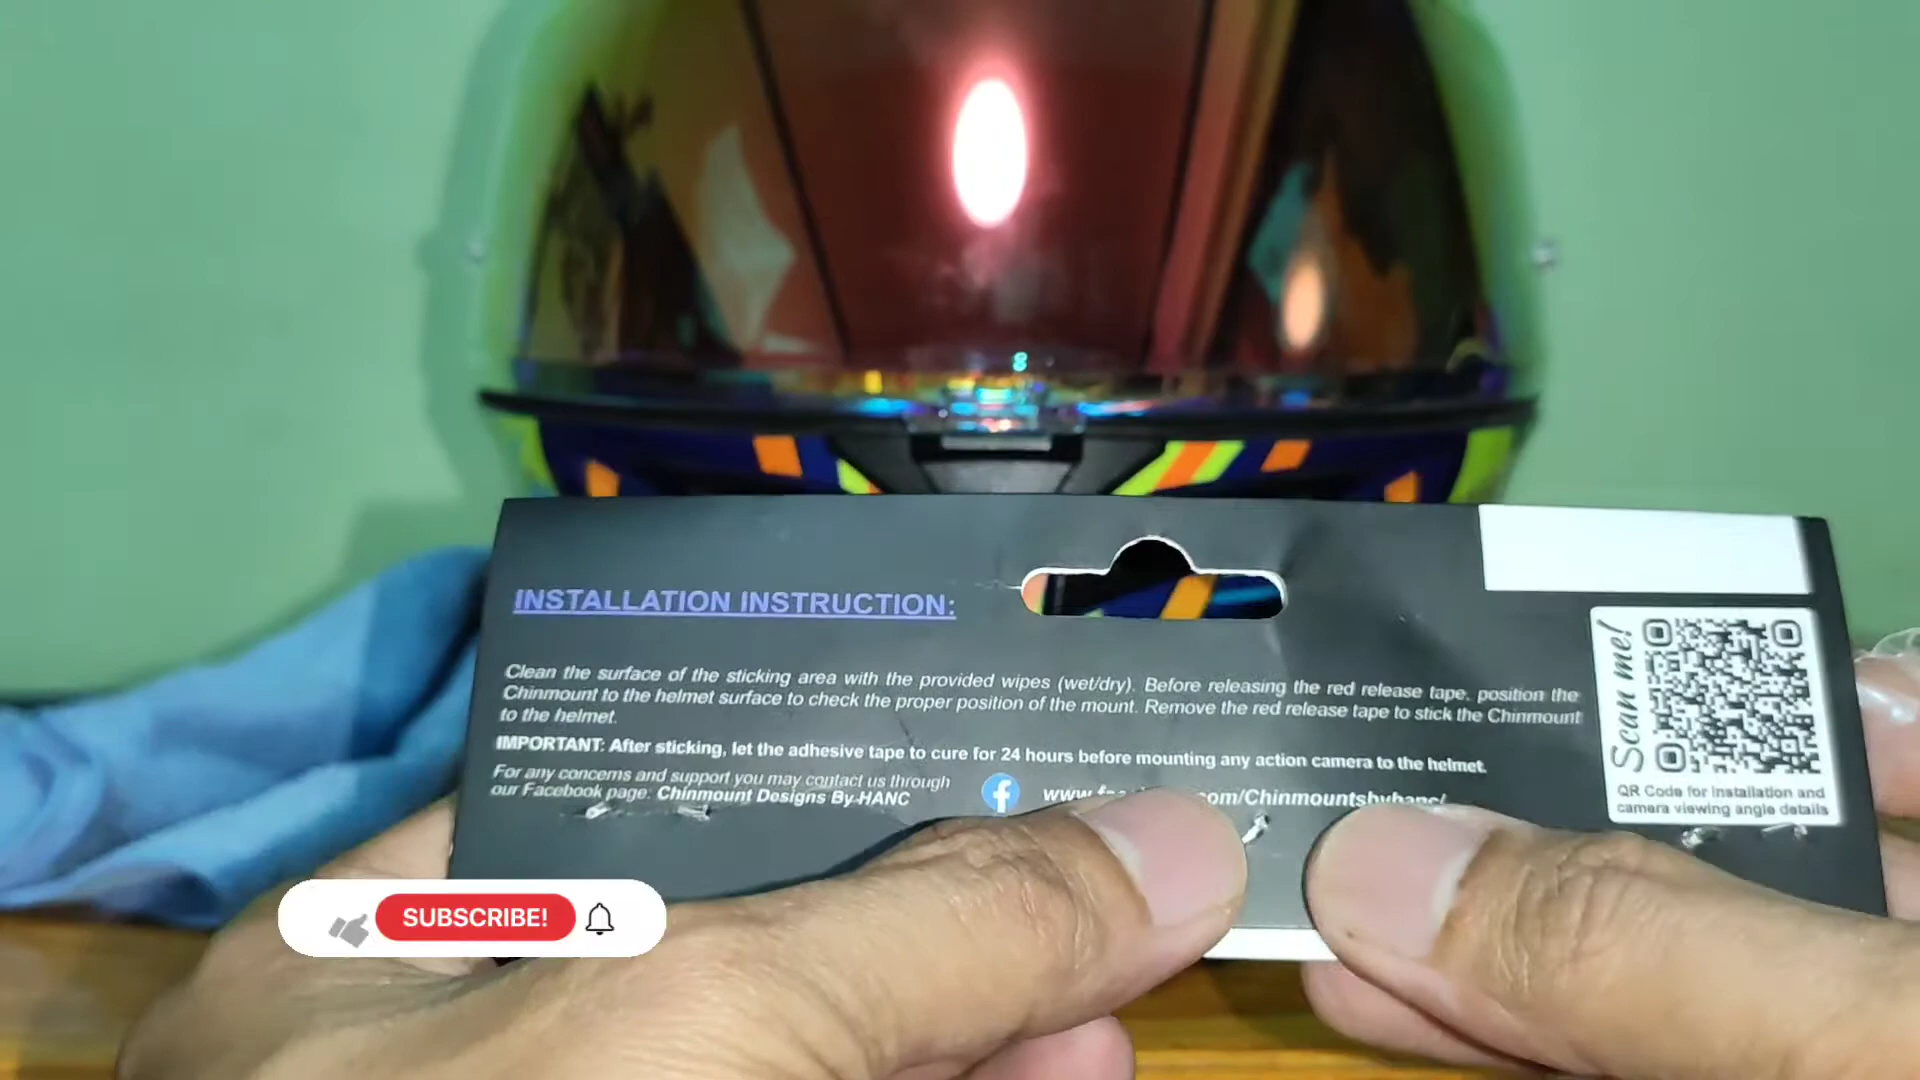 INSTALLATION INSTRUCTION:
Clean the surface of the sticking area with the provided wipes (wet/dry). Before releasing the red release tape, position the
Chinmount to the helmet surface to check the proper position of the mount. Remove the red release tape to stick the Chinmount
to the helmet.
IMPORTANT: After sticking, let the adhesive tape to cure for 24 hours before mounting any action camera to the helmet.
For any concerns and support you may contact us through
our Facebook page: Chinmount Designs By HANC
om/Chinmountsbyhanc/
Scan me!
QR Code for installation and
camera viewing angle details
SUBSCRIBE!